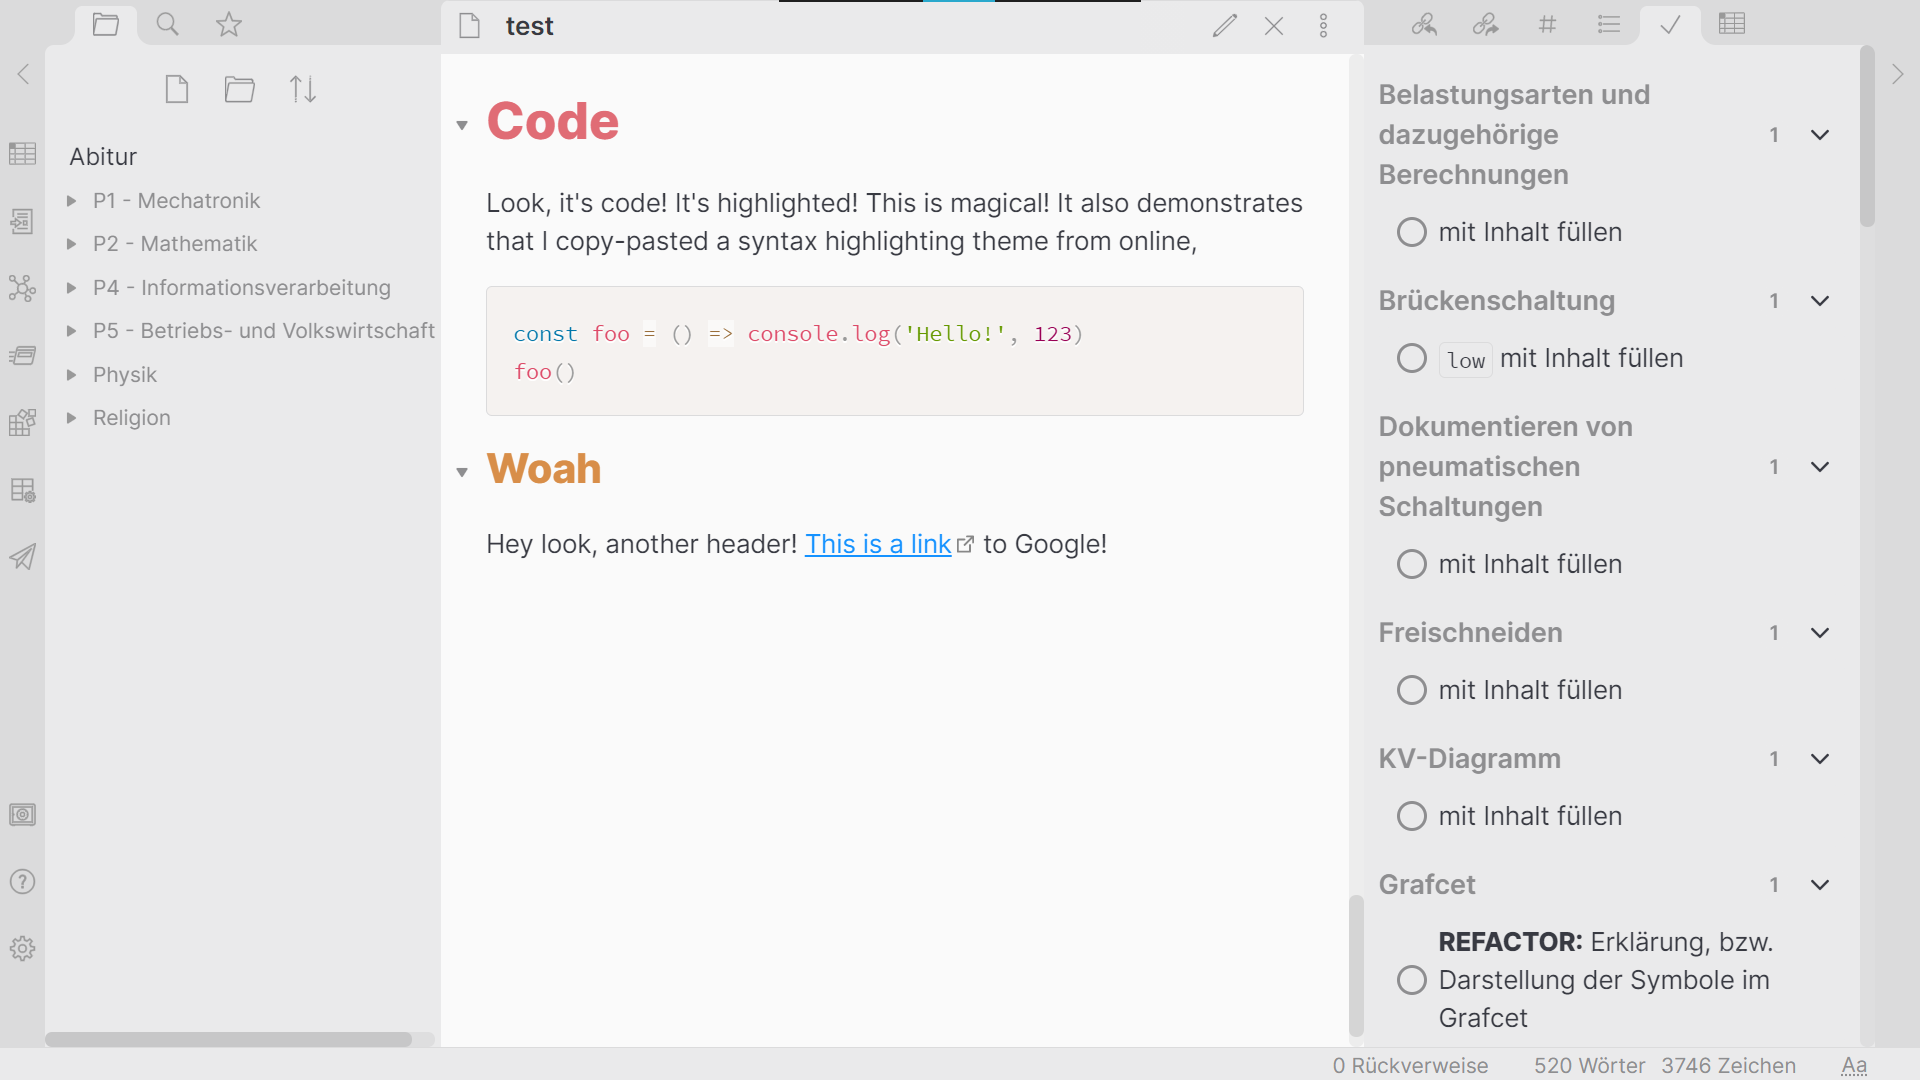 test
Abitur
P1 - Mechatronik
P2 - Mathematik
P4 - Informationsverarbeitung
P5 - Betriebs- und Volkswirtschaft
Physik
Religion
Code
Look, it's code! It's highlighted! This is magical! It also demonstrates
that I copy-pasted a syntax highlighting theme from online,
const foo = () => console.log('Hello!', 123)
foo()
Woah
Hey look, another header! This is a link to Google!
Belastungsarten und
dazugehörige 1
Berechnungen
mit Inhalt füllen
Brückenschaltung 1
low mit Inhalt füllen
Dokumentieren von
pneumatischen 1
Schaltungen
mit Inhalt füllen
Freischneiden 1
mit Inhalt füllen
KV-Diagramm 1
mit Inhalt füllen
Grafcet 1
REFACTOR: Erklärung, bzw.
Darstellung der Symbole im
Grafcet
0 Rückverweise 520 Wörter 3746 Zeichen Aa